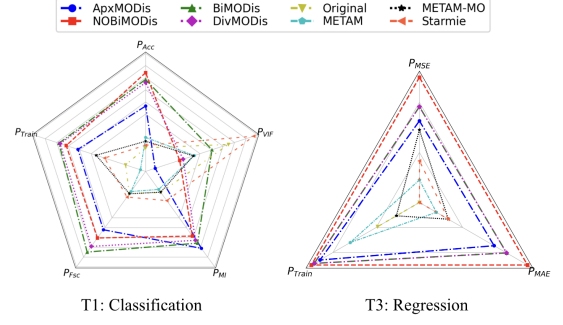 ApxMODis BiMODis Original METAM-MO
NOBiMODis DivMODis METAM Starmie
P_Acc
P_Train
P_VIF
P_Fsc
P_MI
P_MSE
P_Train
P_MAE
T1: Classification T3: Regression